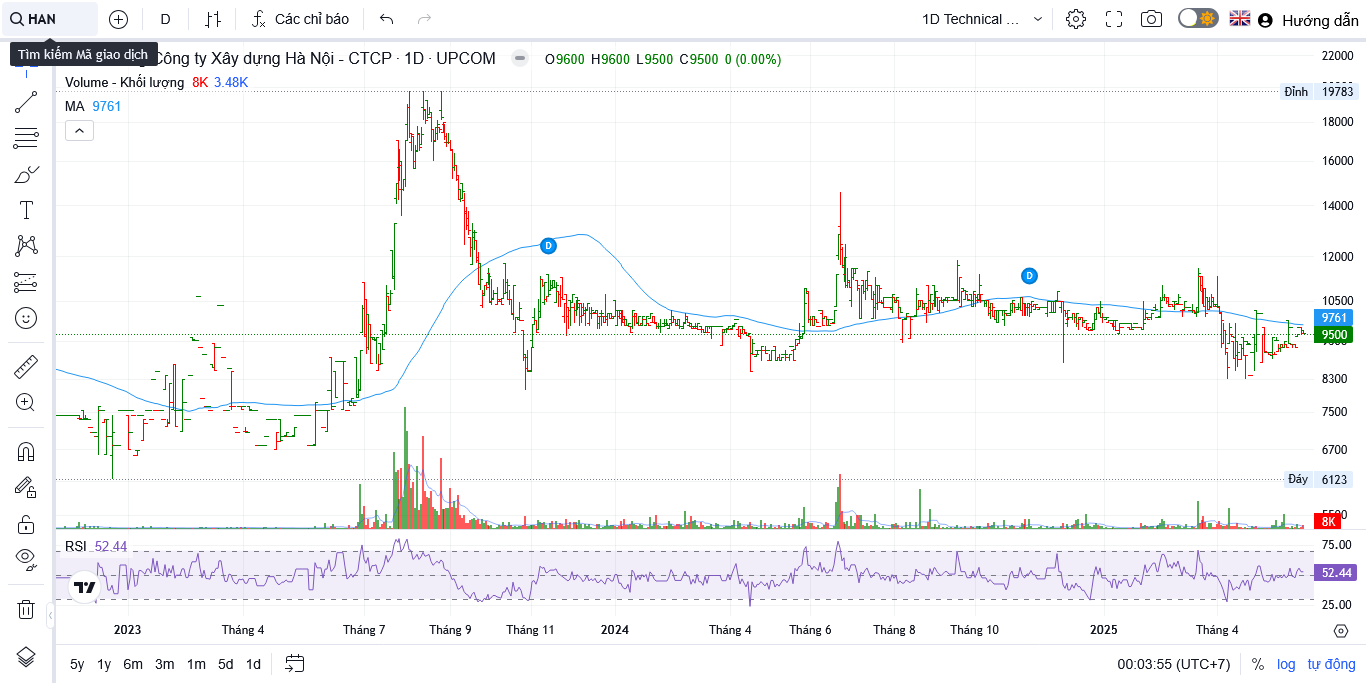 HAN
D
Các chỉ báo
1D Technical ...
Hướng dẫn
Tìm kiếm Mã giao dịch
Công ty Xây dựng Hà Nội - CTCP · 1D · UPCOM
O9600 H9600 L9500 C9500 0 (0.00%)
Volume - Khối lượng 8K 3.48K
MA 9761
22000
Đỉnh 19783
18000
16000
14000
12000
10500
9761
9500
8300
7500
6700
Đáy 6123
8K
D
D
RSI 52.44
75.00
52.44
25.00
2023 Tháng 4 Tháng 7 Tháng 9 Tháng 11 2024 Tháng 4 Tháng 6 Tháng 8 Tháng 10 2025 Tháng 4
5y 1y 6m 3m 1m 5d 1d
00:03:55 (UTC+7) % log tự động